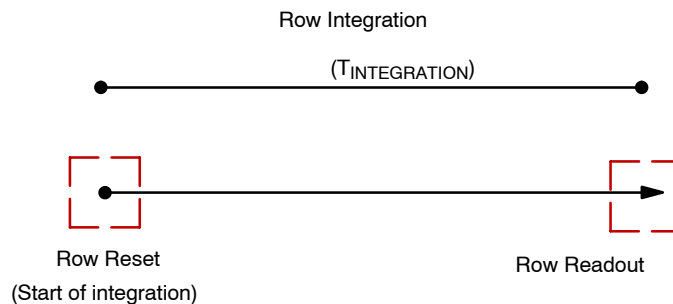 Row Integration
(TINTEGRATION)
Row Reset
(Start of integration)
Row Readout